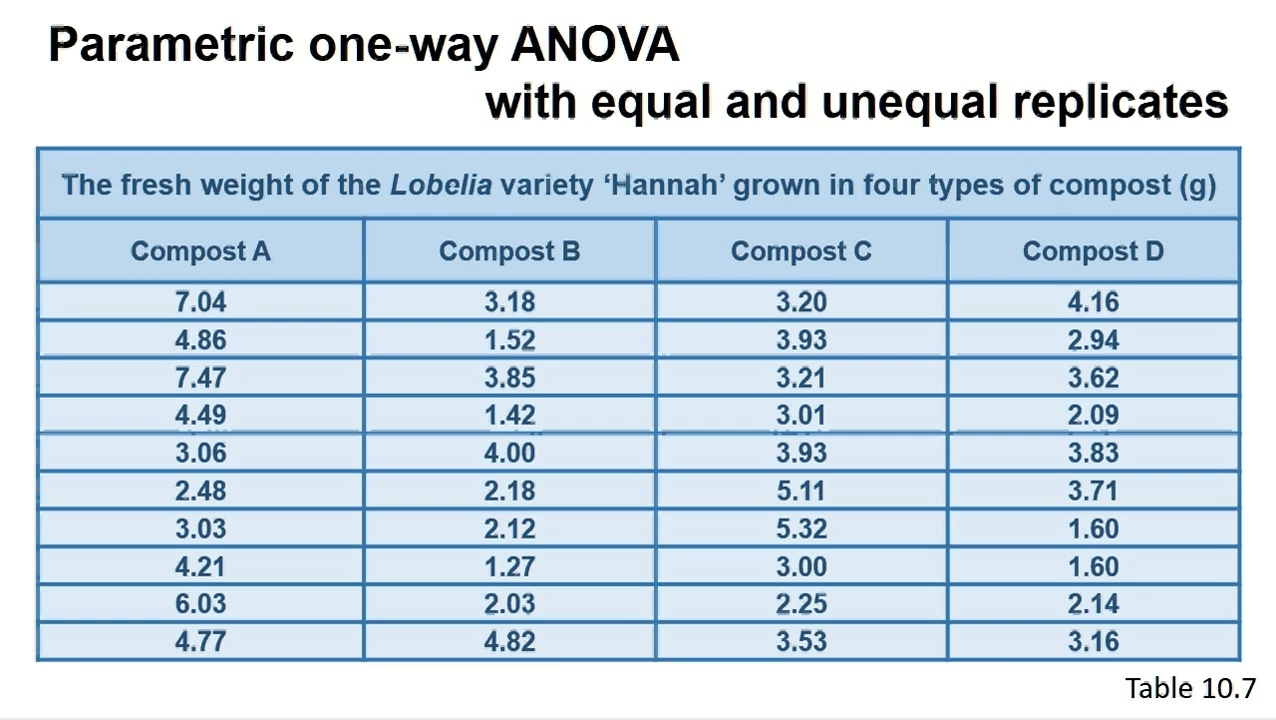 Parametric one-way ANOVA
with equal and unequal replicates
The fresh weight of the Lobelia variety ‘Hannah’ grown in four types of compost (g)
Compost A Compost B Compost C Compost D
7.04 3.18 3.20 4.16
4.86 1.52 3.93 2.94
7.47 3.85 3.21 3.62
4.49 1.42 3.01 2.09
3.06 4.00 3.93 3.83
2.48 2.18 5.11 3.71
3.03 2.12 5.32 1.60
4.21 1.27 3.00 1.60
6.03 2.03 2.25 2.14
4.77 4.82 3.53 3.16
Table 10.7